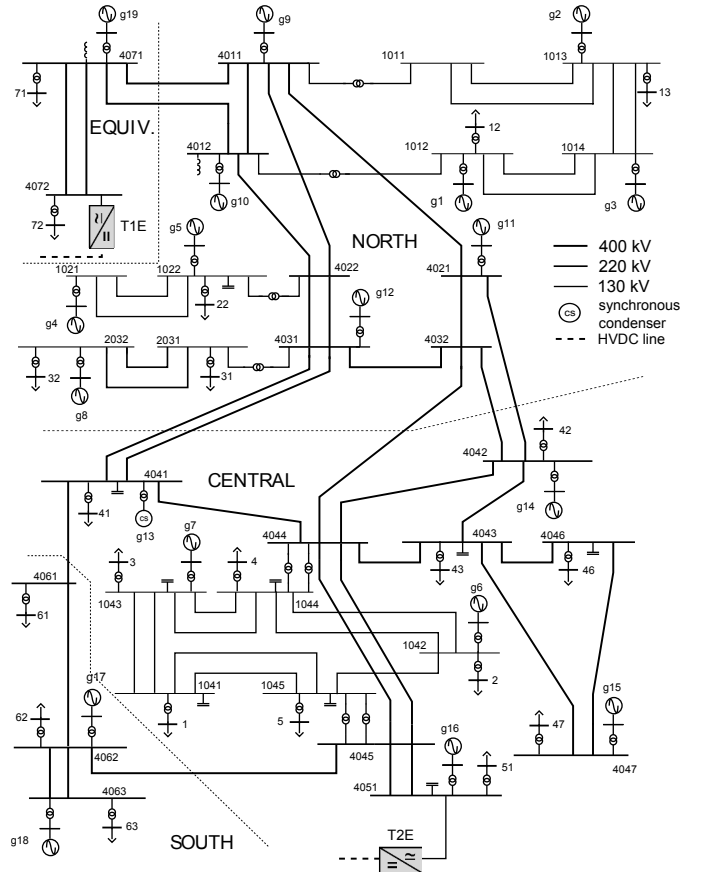 g19
g9
g2
4071
4011
1011
1013
71
13
EQUIV.
12
4012
1012
1014
4072
g10
g1
g3
72
T1E
g5
NORTH
g11
1021
1022
4022
4021
400 kV
220 kV
130 kV
g12
22
g4
CS synchronous
condenser
HVDC line
2032
2031
4031
4032
32
31
g8
42
4042
CENTRAL
4041
41
CS
g13
g14
g7
4044
4043
4046
3
4
43
46
4061
1043
1044
g6
61
1042
2
g17
1041
1045
g15
62
1
5
47
g16
4062
4045
51
4047
4051
4063
g18
63
SOUTH
T2E